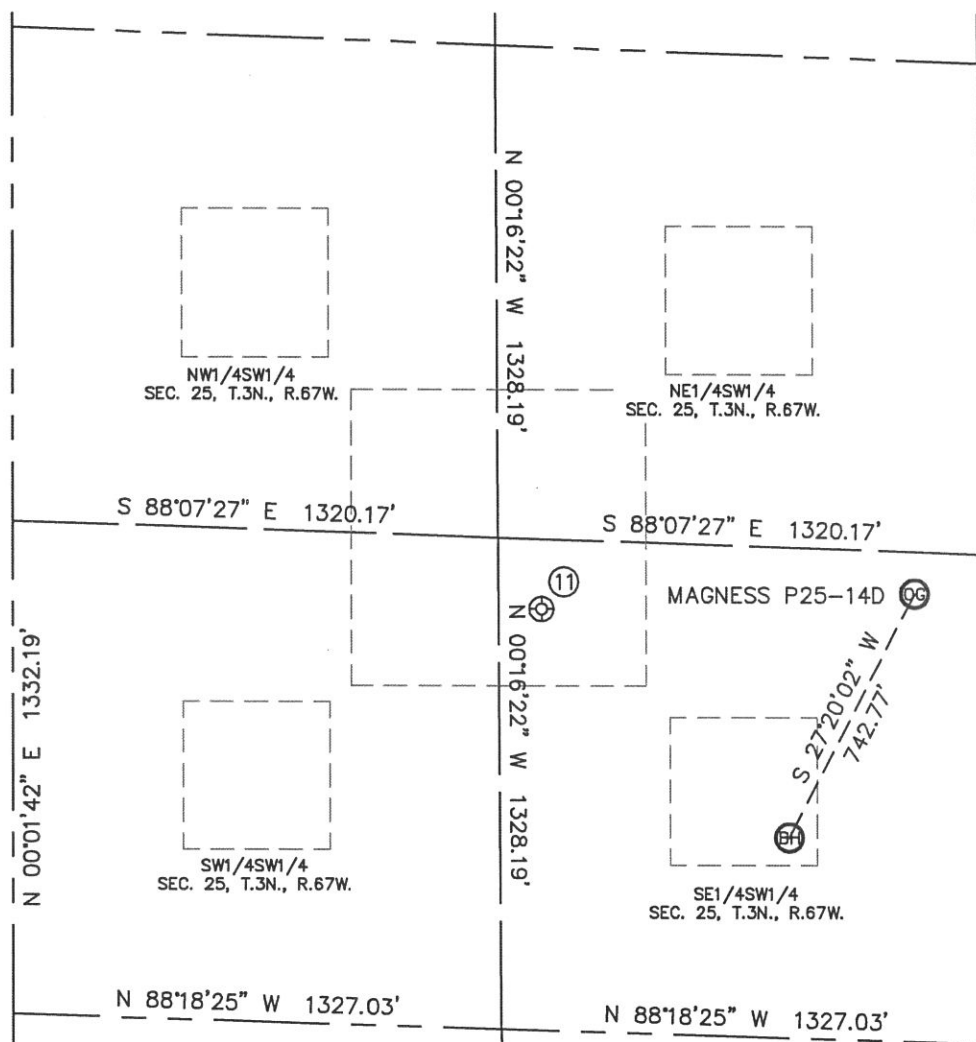 N 00°16'22" W 1328.19'
NW1/4SW1/4
SEC. 25, T.3N., R.67W.
NE1/4SW1/4
SEC. 25, T.3N., R.67W.
S 88°07'27" E 1320.17'
S 88°07'27" E 1320.17'
11
MAGNESS P25-14D
OG
N 00°01'42" E 1332.19'
N 00°16'22" W 1328.19'
S 27°20'02" W
742.77'
BH
SW1/4SW1/4
SEC. 25, T.3N., R.67W.
SE1/4SW1/4
SEC. 25, T.3N., R.67W.
N 88°18'25" W 1327.03'
N 88°18'25" W 1327.03'